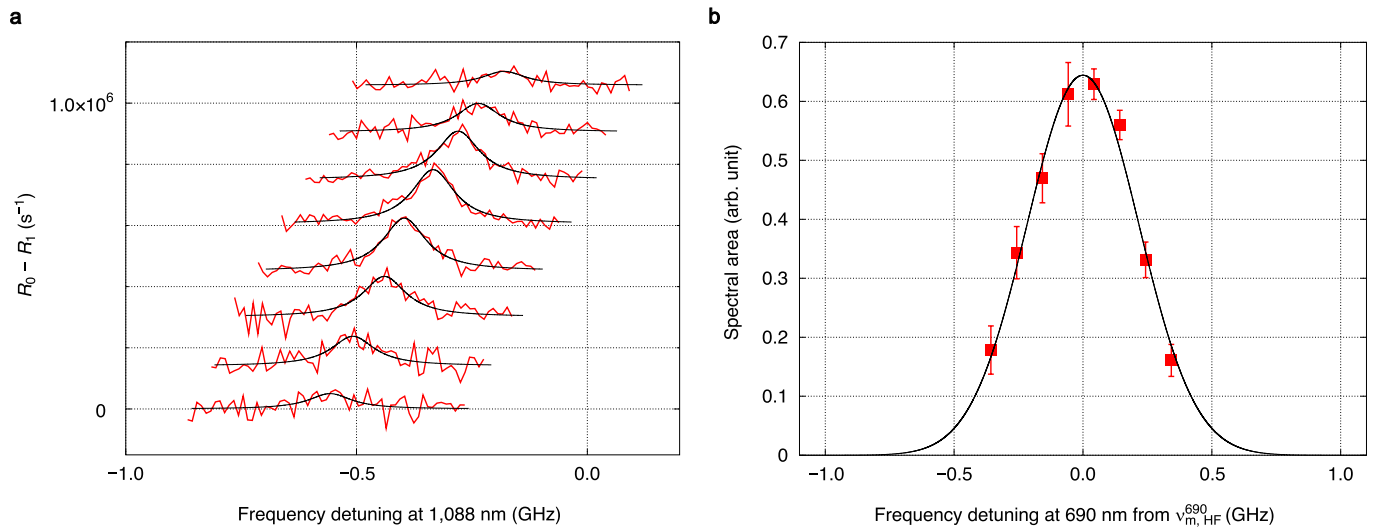 a
1.0×10⁶
0
R₀ – R₁ (s⁻¹)
−1.0 −0.5 0.0
Frequency detuning at 1,088 nm (GHz)
b
0.7
0.6
0.5
0.4
0.3
0.2
0.1
0
Spectral area (arb. unit)
−1.0 −0.5 0.0 0.5 1.0
Frequency detuning at 690 nm from ν⁶⁹⁰m, HF (GHz)